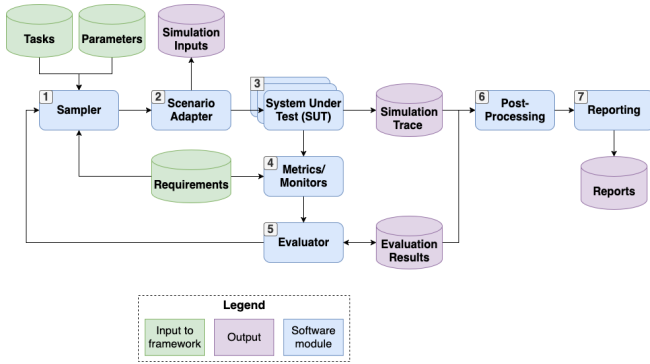 Tasks
Parameters
Simulation
Inputs
1
Sampler
2
Scenario
Adapter
3
System Under
Test (SUT)
Simulation
Trace
6
Post-
Processing
7
Reporting
Requirements
4
Metrics/
Monitors
Reports
5
Evaluator
Evaluation
Results
Legend
Input to
framework
Output
Software
module